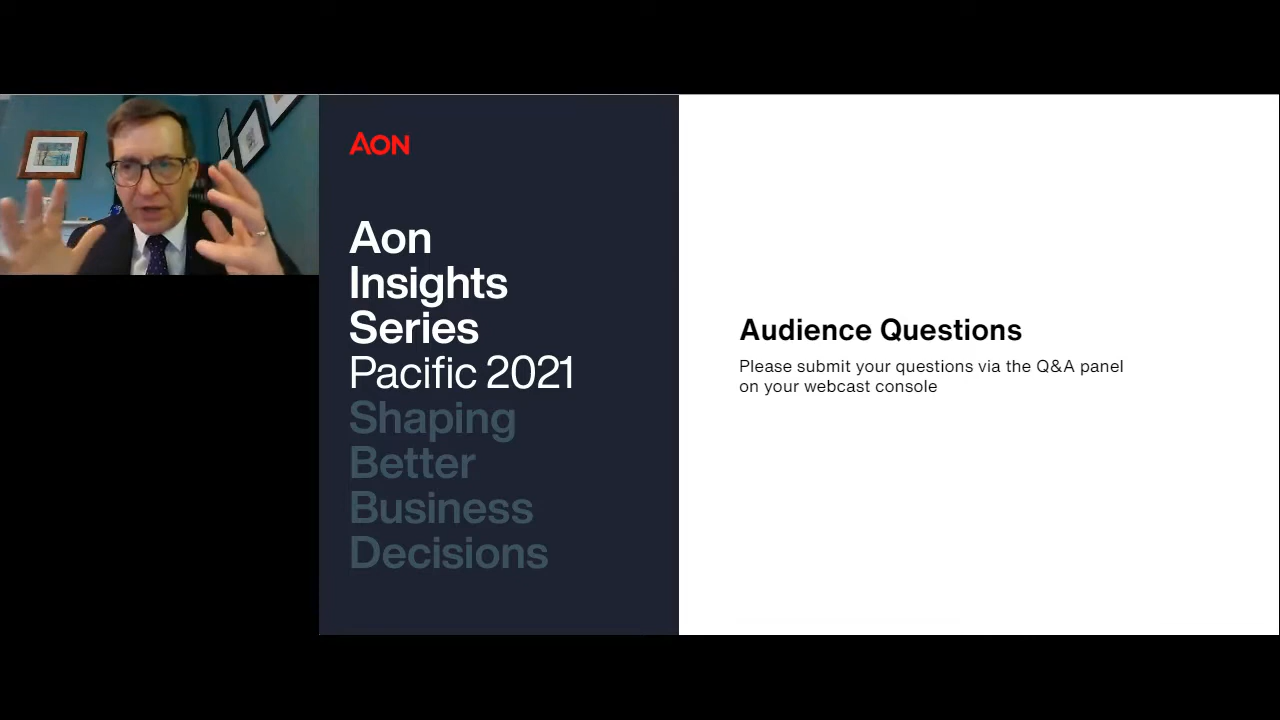 AON
Aon
Insights
Series
Pacific 2021
Shaping
Better
Business
Decisions
Audience Questions
Please submit your questions via the Q&A panel
on your webcast console